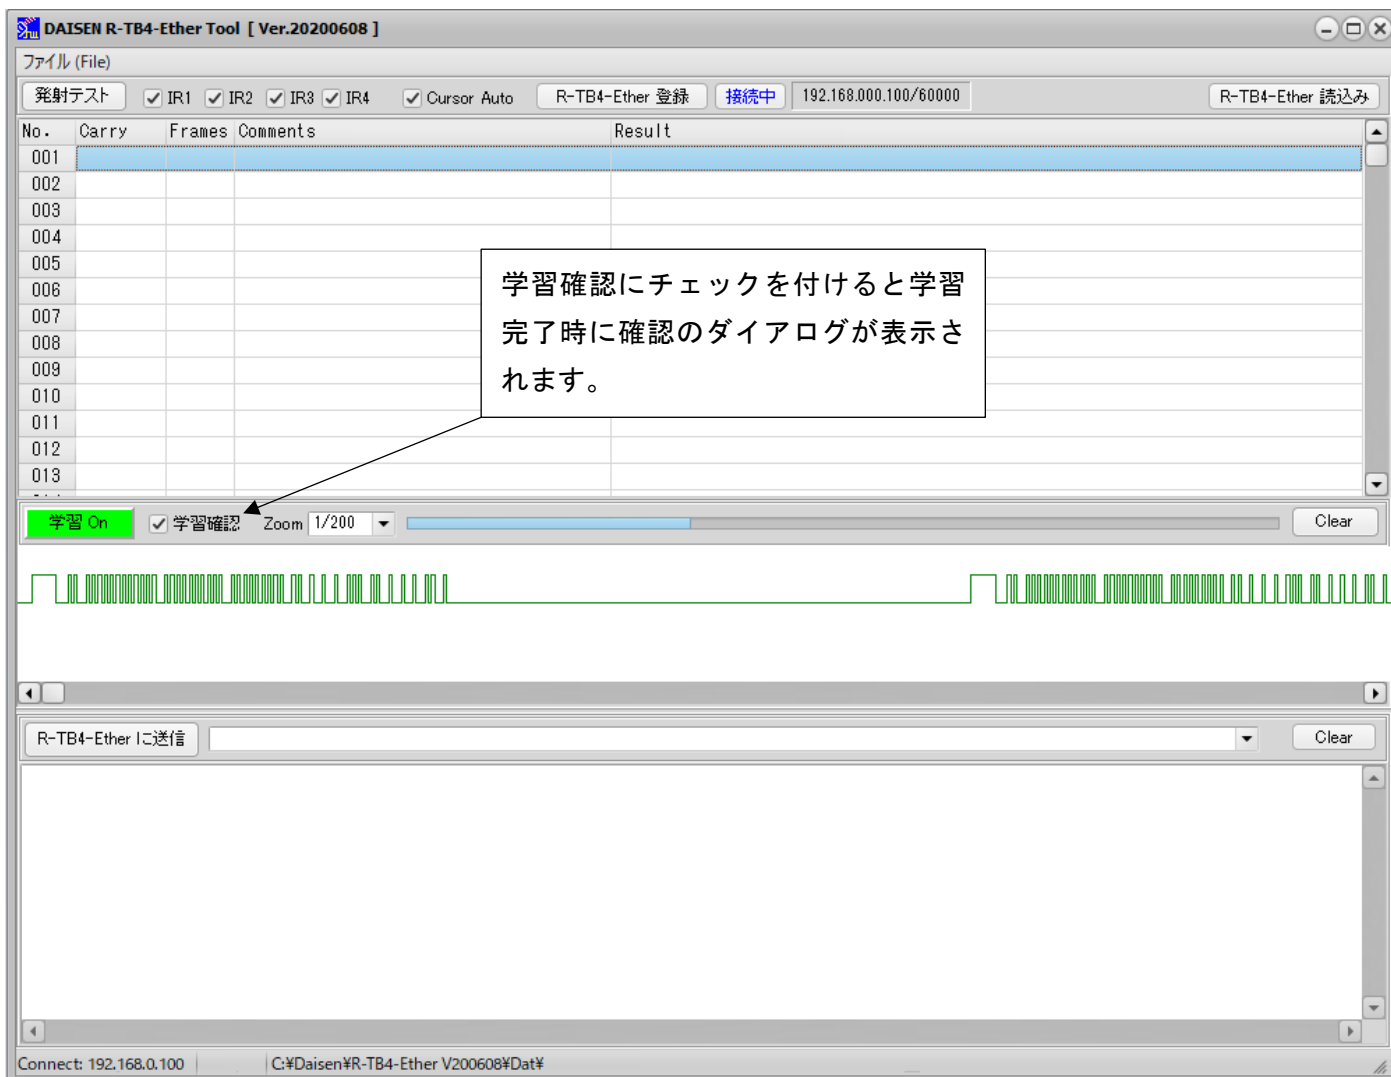 DAISEN R-TB4-Ether Tool [ Ver.20200608 ]
ファイル (File)
発射テスト IR1 IR2 IR3 IR4 Cursor Auto R-TB4-Ether 登録 接続中 192.168.000.100/60000 R-TB4-Ether 読込み
No. Carry Frames Comments Result
001
002
003
004
005
006
007
008
009
010
011
012
013
学習確認にチェックを付けると学習
完了時に確認のダイアログが表示さ
れます。
学習 On 学習確認 Zoom 1/200 Clear
R-TB4-Ether に送信 Clear
Connect: 192.168.0.100 C:¥Daisen¥R-TB4-Ether V200608¥Dat¥